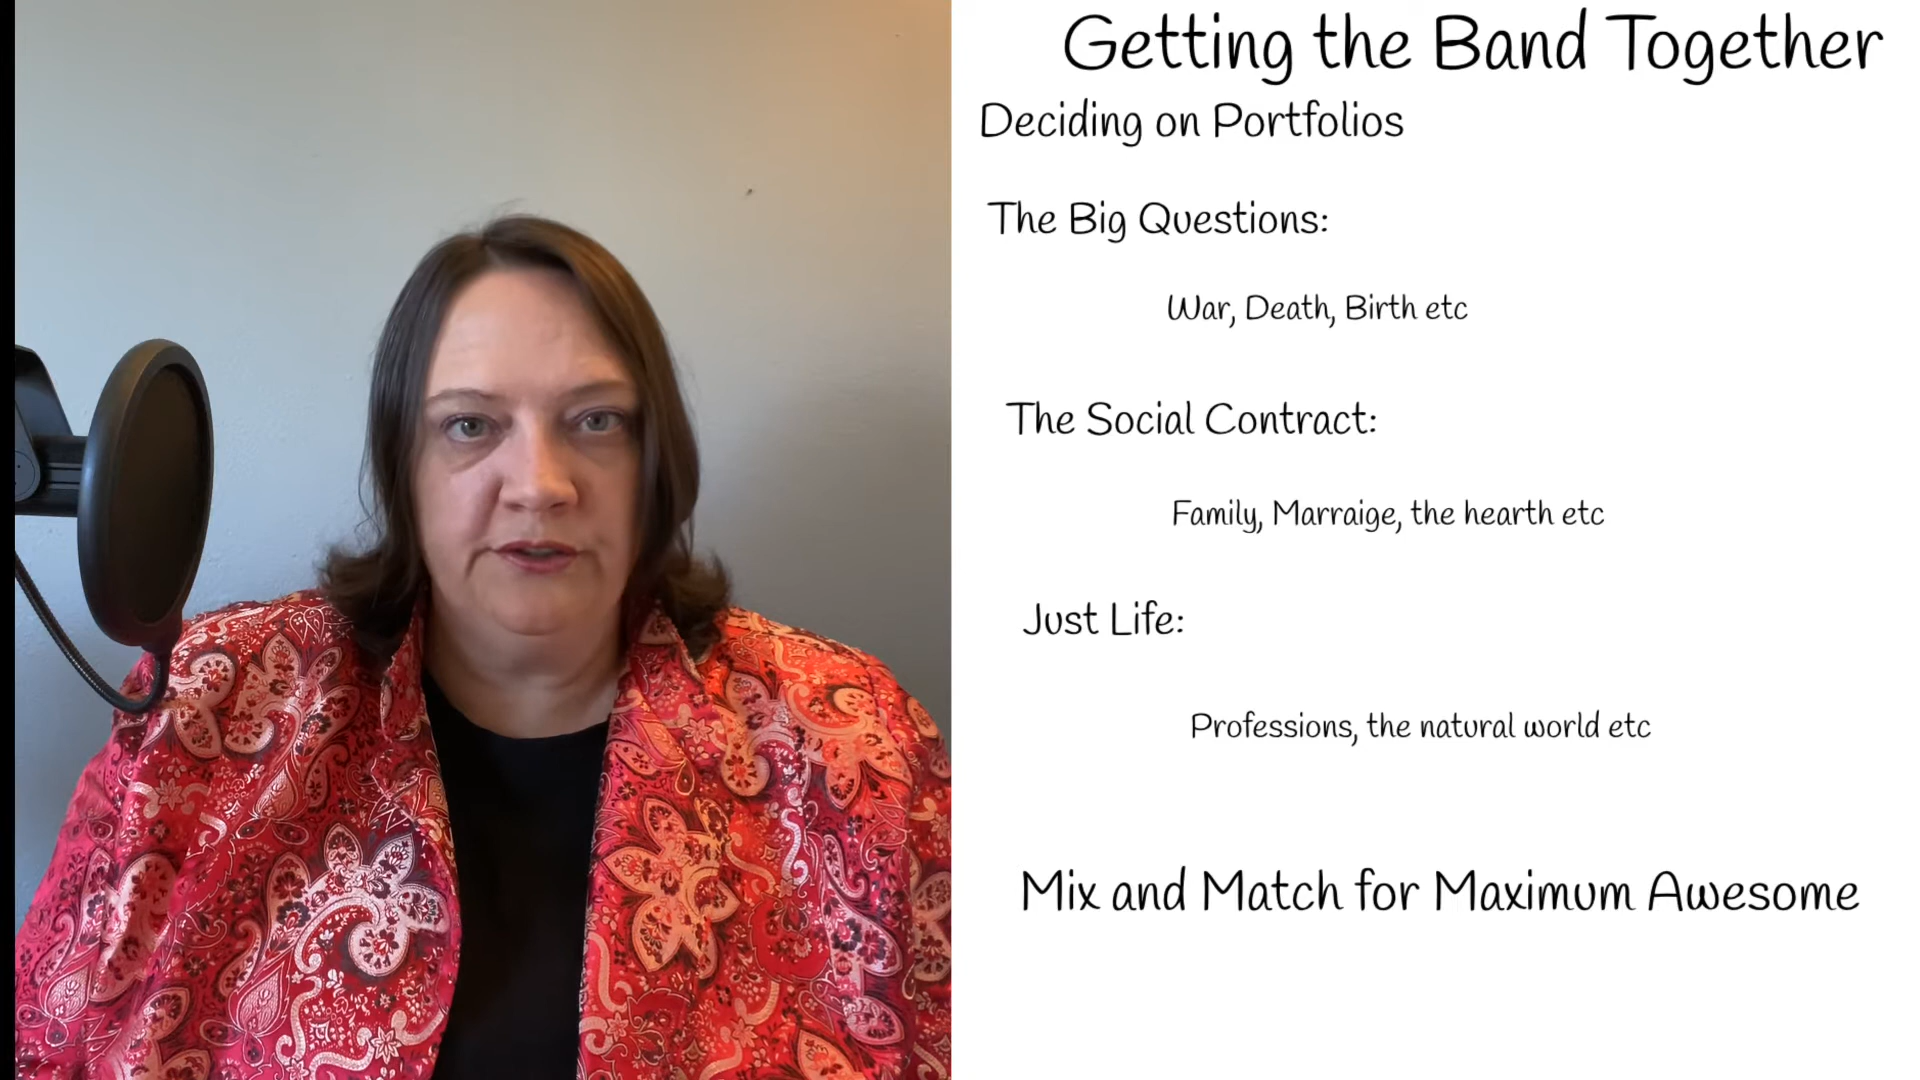 Getting the Band Together
Deciding on Portfolios
The Big Questions:
War, Death, Birth etc
The Social Contract:
Family, Marraige, the hearth etc
Just Life:
Professions, the natural world etc
Mix and Match for Maximum Awesome